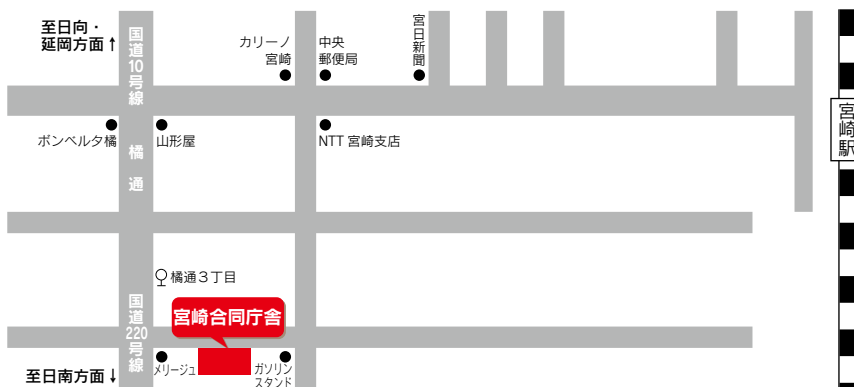 至日向・
延岡方面↑
国道10号線
カリーノ
宮崎
中央
郵便局
宮日新聞
宮崎駅
ボンベルタ橘
山形屋
NTT 宮崎支店
橘通
橘通3丁目
国道220号線
宮崎合同庁舎
至日南方面↓
メリージュ
ガソリン
スタンド